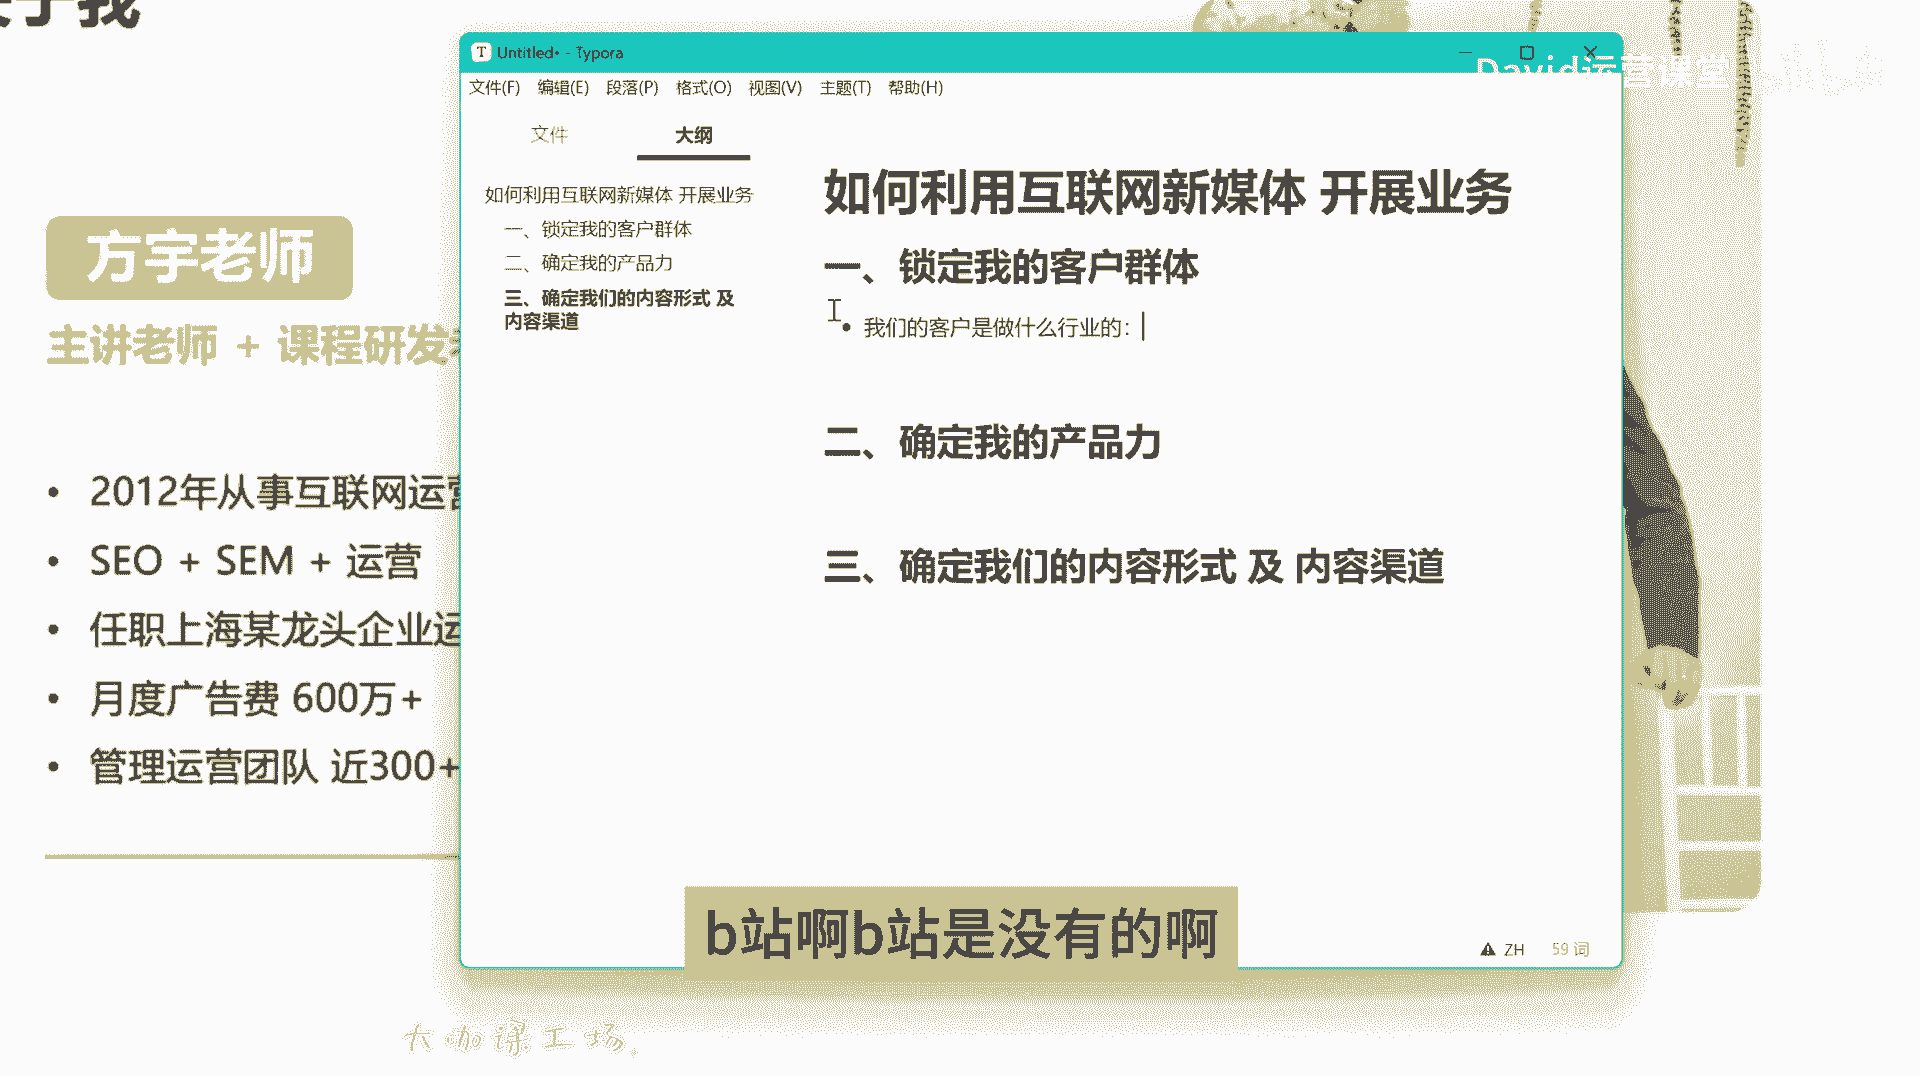 关于我
方宇老师
主讲老师 + 课程研发
• 2012年从事互联网运营
• SEO + SEM + 运营
• 任职上海某龙头企业运
• 月度广告费 600万+
• 管理运营团队 近300+
大咖课工场
Untitled• - Typora
David运营课堂
文件(F) 编辑(E) 段落(P) 格式(O) 视图(V) 主题(T) 帮助(H)
文件 大纲
如何利用互联网新媒体 开展业务
一、锁定我的客户群体
二、确定我的产品力
三、确定我们的内容形式 及
内容渠道
如何利用互联网新媒体 开展业务
一、锁定我的客户群体
• 我们的客户是做什么行业的：
二、确定我的产品力
三、确定我们的内容形式 及 内容渠道
ZH 59 词
b站啊b站是没有的啊